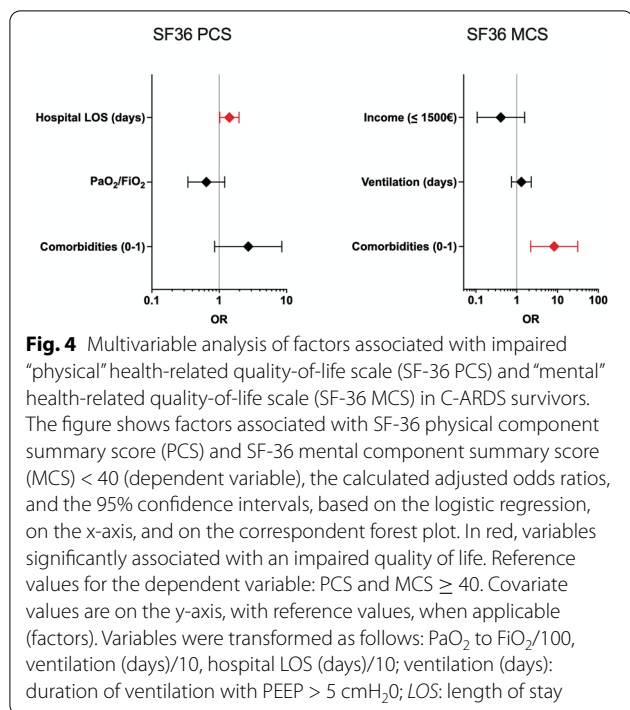 SF36 PCS
Hospital LOS (days)
PaO₂/FiO₂
Comorbidities (0-1)
0.1 1 10
OR
SF36 MCS
Income (≤ 1500€)
Ventilation (days)
Comorbidities (0-1)
0.1 1 10 100
OR
Fig. 4 Multivariable analysis of factors associated with impaired
“physical” health-related quality-of-life scale (SF-36 PCS) and “mental”
health-related quality-of-life scale (SF-36 MCS) in C-ARDS survivors.
The figure shows factors associated with SF-36 physical component
summary score (PCS) and SF-36 mental component summary score
(MCS) < 40 (dependent variable), the calculated adjusted odds ratios,
and the 95% confidence intervals, based on the logistic regression,
on the x-axis, and on the correspondent forest plot. In red, variables
significantly associated with an impaired quality of life. Reference
values for the dependent variable: PCS and MCS ≥ 40. Covariate
values are on the y-axis, with reference values, when applicable
(factors). Variables were transformed as follows: PaO₂ to FiO₂/100,
ventilation (days)/10, hospital LOS (days)/10; ventilation (days):
duration of ventilation with PEEP > 5 cmH₂0; LOS: length of stay